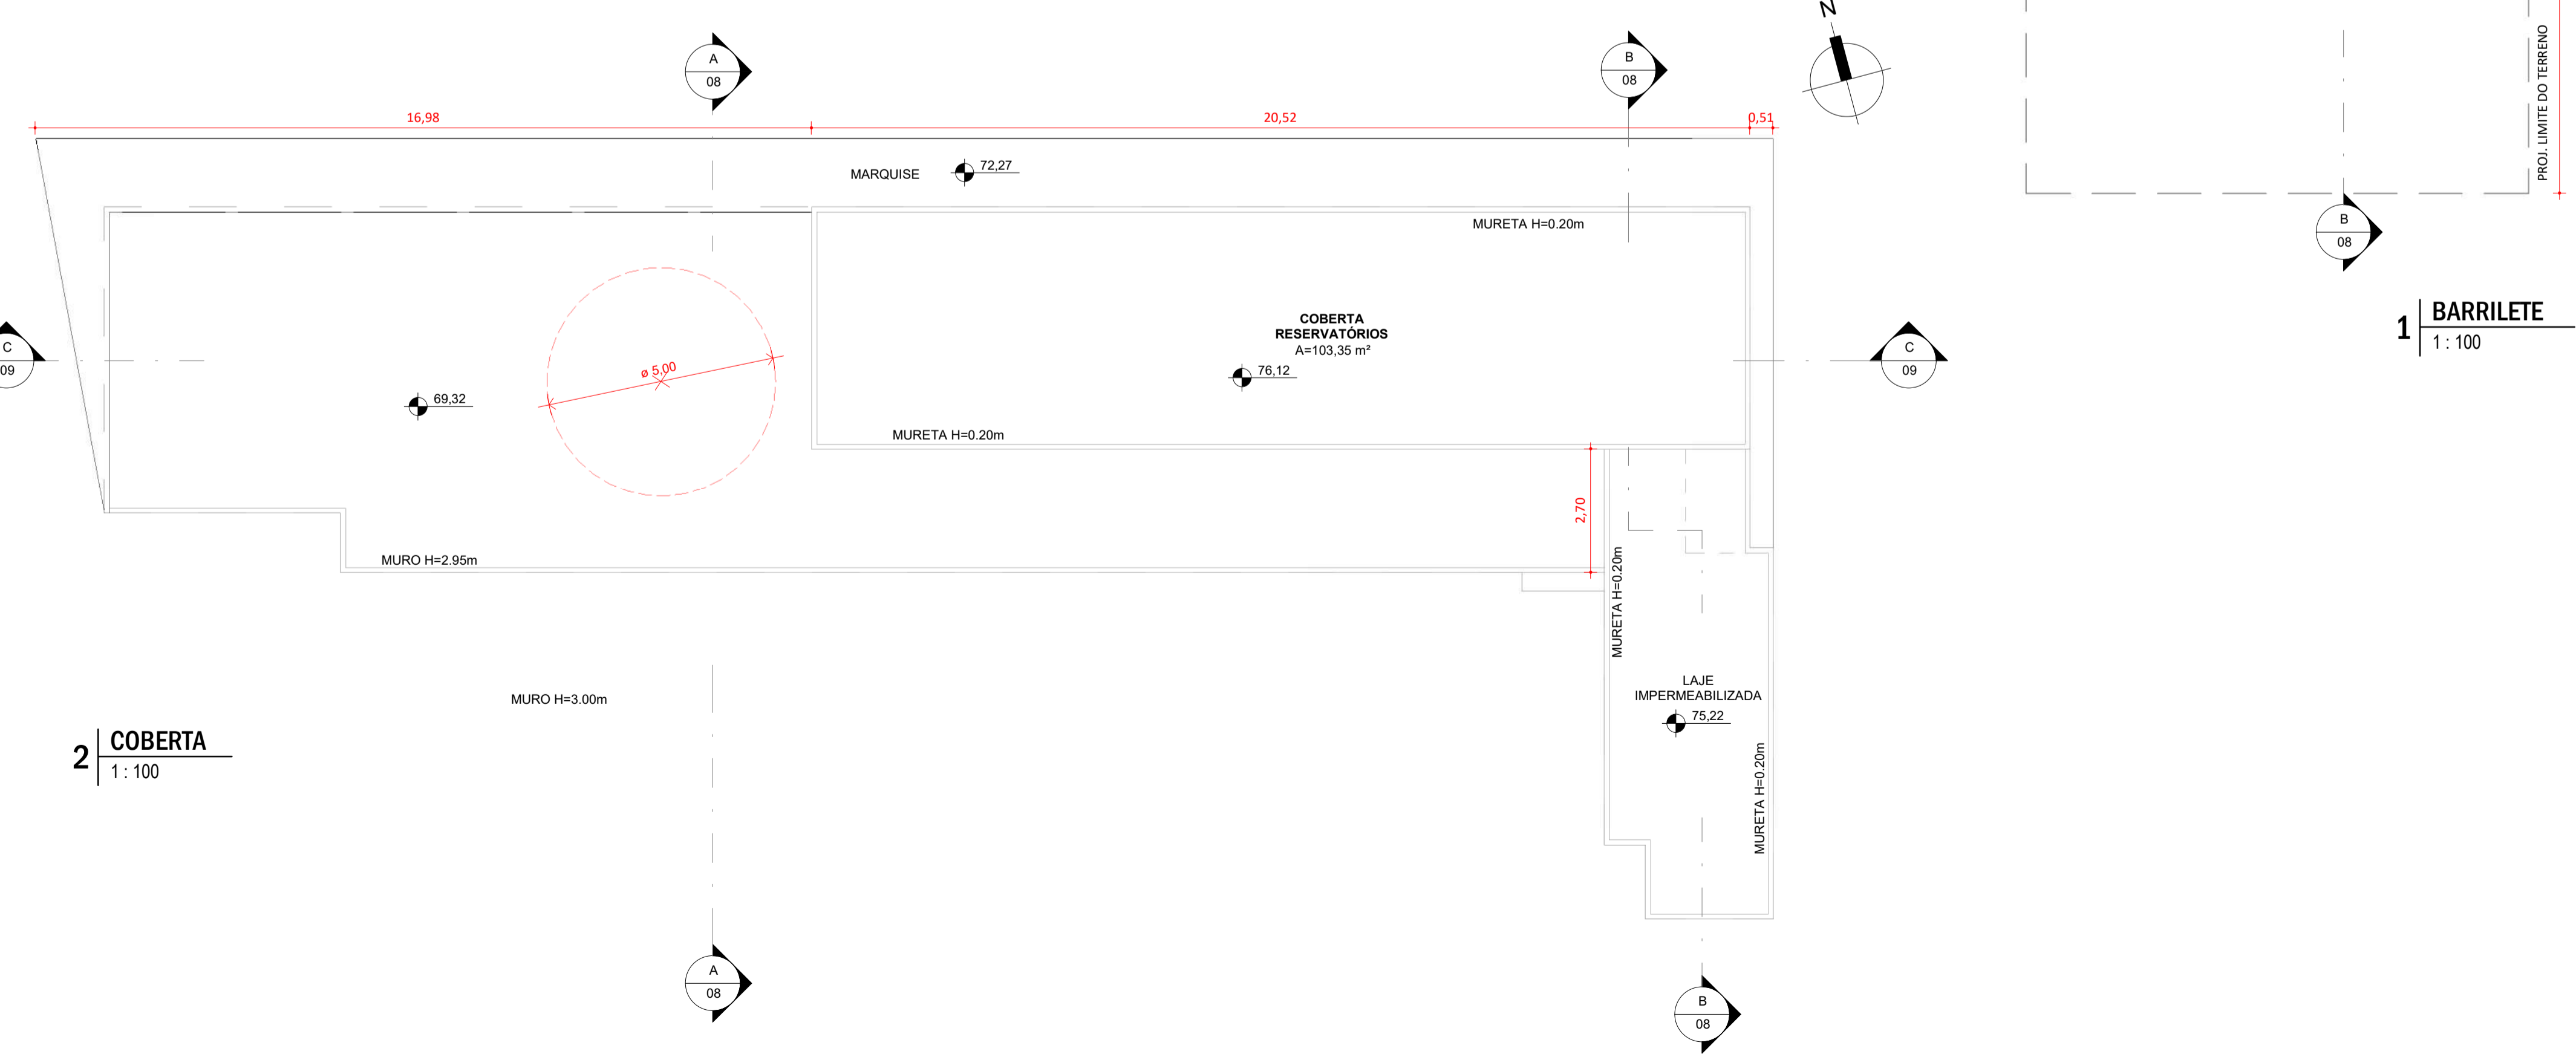 N
PROJ. LIMITE DO TERRENO
A
08
B
08
16,98
20,52
0,51
MARQUISE
72,27
MURETA H=0.20m
B
08
COBERTA
RESERVATÓRIOS
A=103,35 m²
1
BARRILETE
1 : 100
C
09
C
09
ø 5,00
76,12
69,32
MURETA H=0.20m
2,70
MURO H=2.95m
MURETA H=0.20m
MURO H=3.00m
LAJE
IMPERMEABILIZADA
75,22
2
COBERTA
1 : 100
MURETA H=0.20m
A
08
B
08